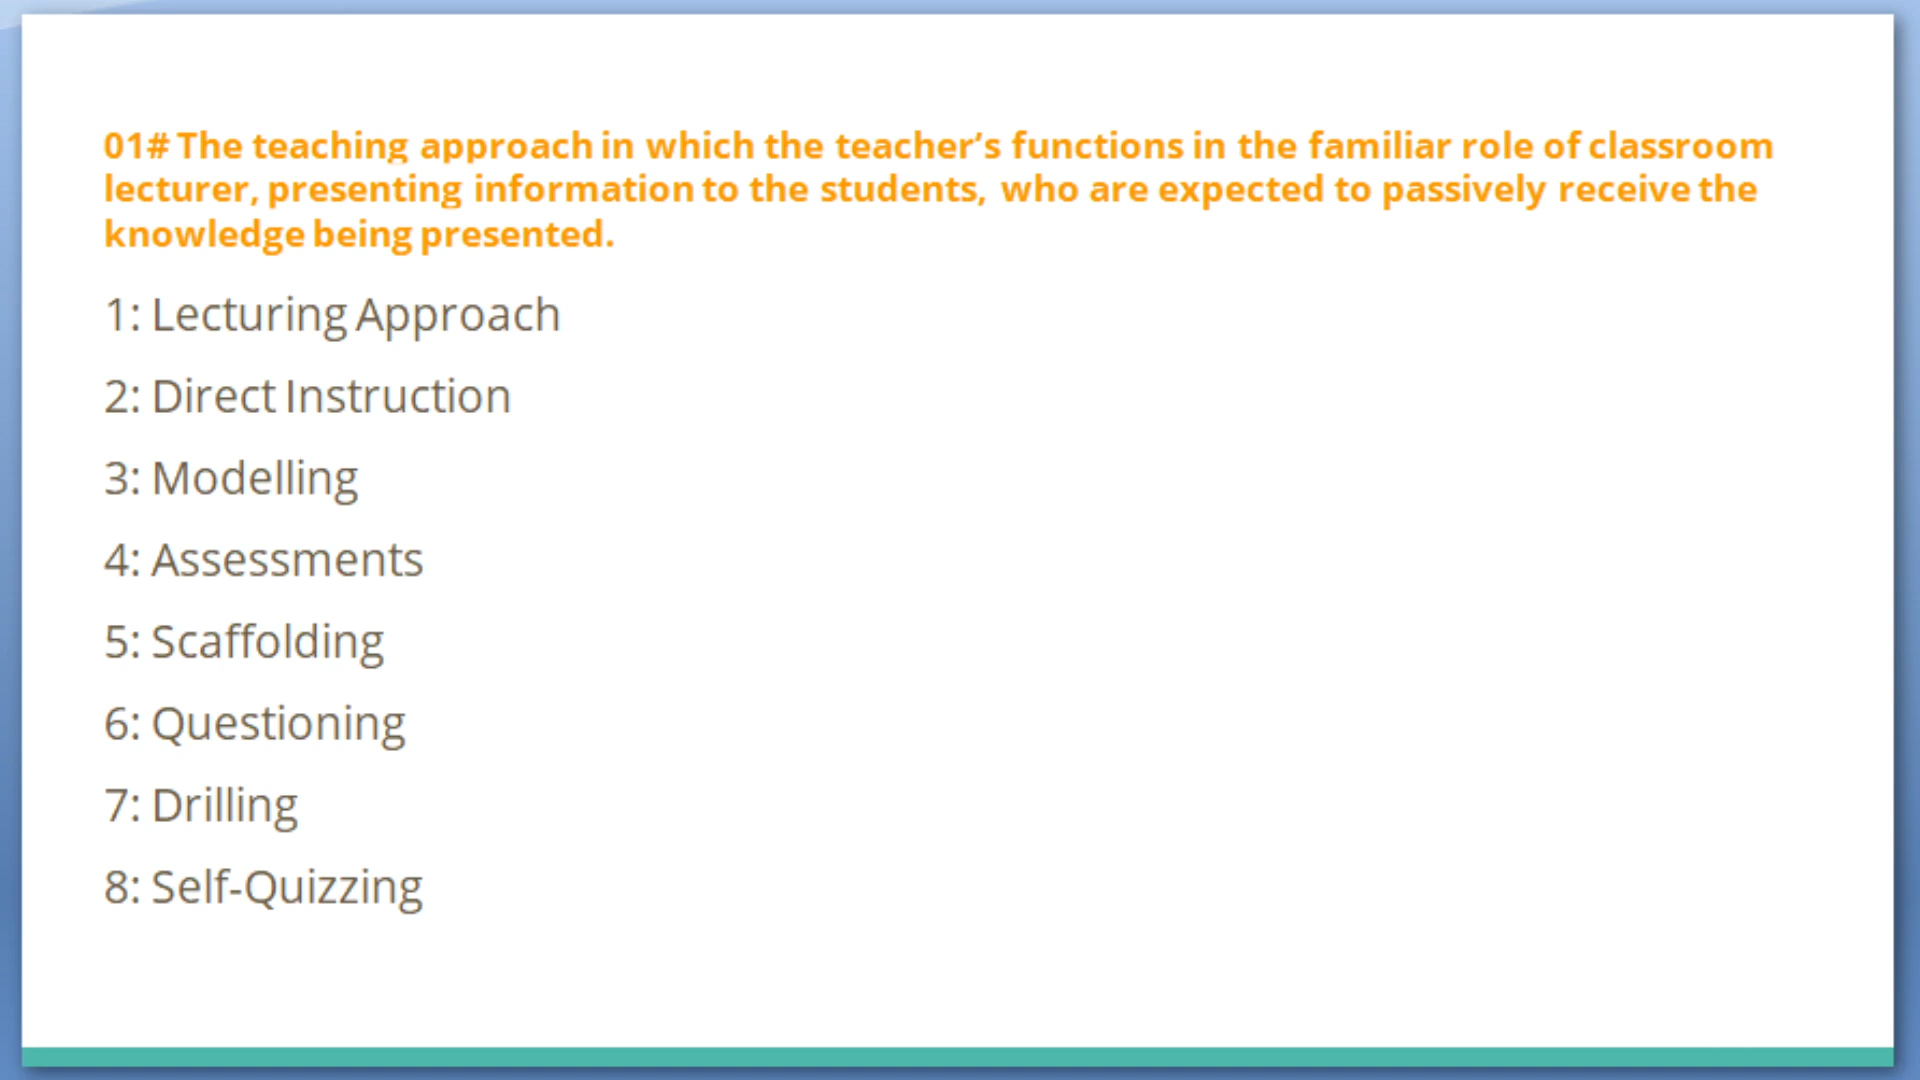 01# The teaching approach in which the teacher’s functions in the familiar role of classroom
lecturer, presenting information to the students, who are expected to passively receive the
knowledge being presented.
1: Lecturing Approach
2: Direct Instruction
3: Modelling
4: Assessments
5: Scaffolding
6: Questioning
7: Drilling
8: Self-Quizzing